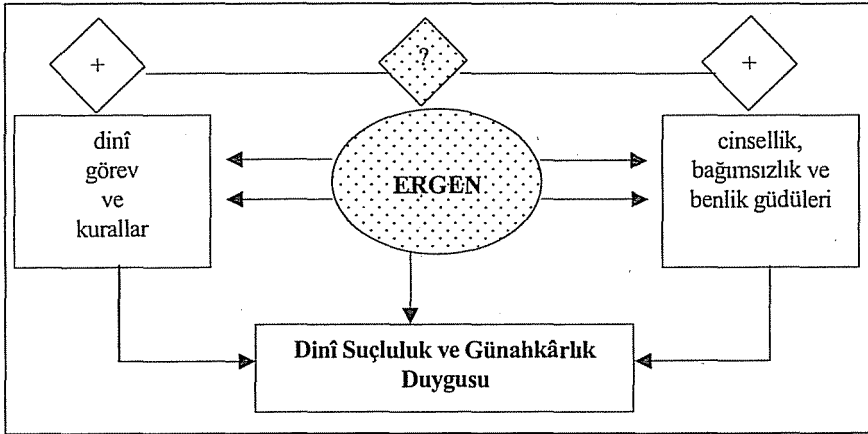 +
?
+
dinî
görev
ve
kurallar
ERGEN
cinsellik,
bağımsızlık ve
benlik güdüleri
Dinî Suçluluk ve Günahkârlık
Duygusu